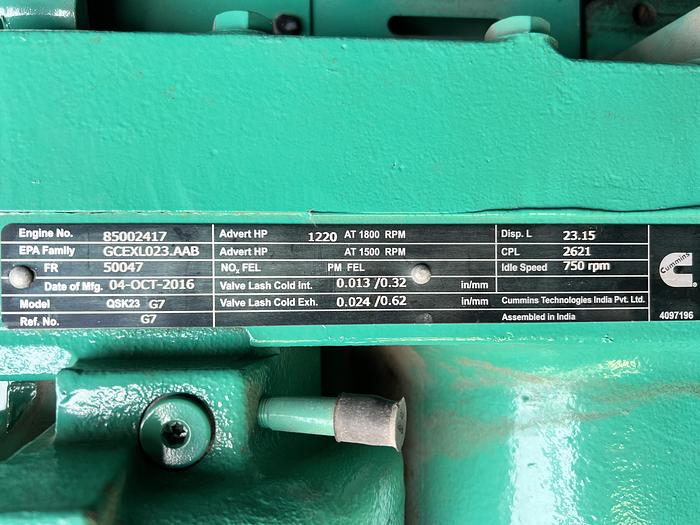 Engine No. 85002417 Advert HP 1220 AT 1800 RPM Disp. L 23.15
EPA Family GCEXL023.AAB Advert HP AT 1500 RPM CPL 2621
FR 50047 NOx FEL PM FEL Idle Speed 750 rpm
Date of Mfg. 04-OCT-2016 Valve Lash Cold Int. 0.013 /0.32 in/mm
Model QSK23 G7 Valve Lash Cold Exh. 0.024 /0.62 in/mm Cummins Technologies India Pvt. Ltd.
Ref. No. G7 Assembled in India
Cummins
4097196